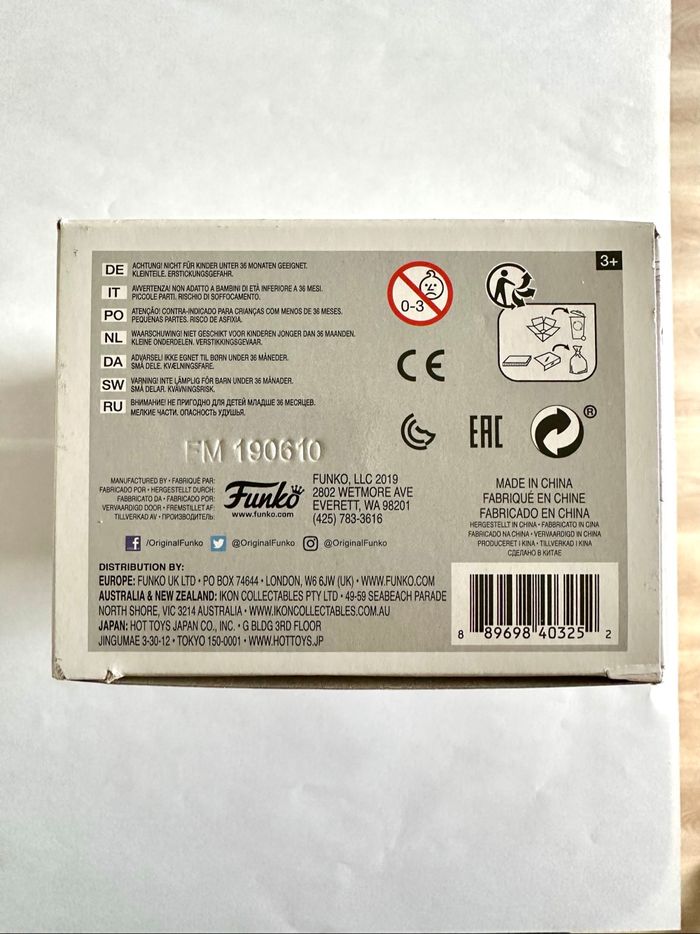 3+
DE ACHTUNG! NICHT FÜR KINDER UNTER 36 MONATEN GEEIGNET.
KLEINTEILE. ERSTICKUNGSGEFAHR.
IT AVVERTENZA! NON ADATTO A BAMBINI DI ETÀ INFERIORE A 36 MESI.
PICCOLE PARTI. RISCHIO DI SOFFOCAMENTO.
PO ATENÇÃO! CONTRA-INDICADO PARA CRIANÇAS COM MENOS DE 36 MESES.
PEQUENAS PARTES. RISCO DE ASFIXIA.
NL WAARSCHUWING! NIET GESCHIKT VOOR KINDEREN JONGER DAN 36 MAANDEN.
KLEINE ONDERDELEN. VERSTIKKINGSGEVAAR.
DA ADVARSEL! IKKE EGNET TIL BØRN UNDER 36 MÅNEDER.
SMÅ DELE. KVÆLNINGSFARE.
SW VARNING! INTE LÄMPLIG FÖR BARN UNDER 36 MÅNADER.
SMÅ DELAR. KVÄVNINGSRISK.
RU ВНИМАНИЕ! НЕ ПРИГОДНО ДЛЯ ДЕТЕЙ МЛАДШЕ 36 МЕСЯЦЕВ.
МЕЛКИЕ ЧАСТИ. ОПАСНОСТЬ УДУШЬЯ.
0-3
CE
EAC
®
FM 190610
MANUFACTURED BY • FABRIQUÉ PAR:
FABRICADO POR • HERGESTELLT DURCH:
FABBRICATO DA • FABRICADO POR:
VERVAARDIGD DOOR • FREMSTILLET AF:
TILLVERKAD AV • ПРОИЗВОДИТЕЛЬ:
Funko
www.funko.com
FUNKO, LLC 2019
2802 WETMORE AVE
EVERETT, WA 98201
(425) 783-3616
MADE IN CHINA
FABRIQUÉ EN CHINE
FABRICADO EN CHINA
HERGESTELLT IN CHINA • FABBRICATO IN CINA
FABRICADO NA CHINA • VERVAARDIGD IN CHINA
PRODUCERET I KINA • TILLVERKAD I KINA
СДЕЛАНО В КИТАЕ
f /OriginalFunko @OriginalFunko @OriginalFunko
DISTRIBUTION BY:
EUROPE: FUNKO UK LTD • PO BOX 74644 • LONDON, W6 6JW (UK) • WWW.FUNKO.COM
AUSTRALIA & NEW ZEALAND: IKON COLLECTABLES PTY LTD • 49-59 SEABEACH PARADE
NORTH SHORE, VIC 3214 AUSTRALIA • WWW.IKONCOLLECTABLES.COM.AU
JAPAN: HOT TOYS JAPAN CO., INC. • G BLDG 3RD FLOOR
JINGUMAE 3-30-12 • TOKYO 150-0001 • WWW.HOTTOYS.JP
8 89698 40325 2